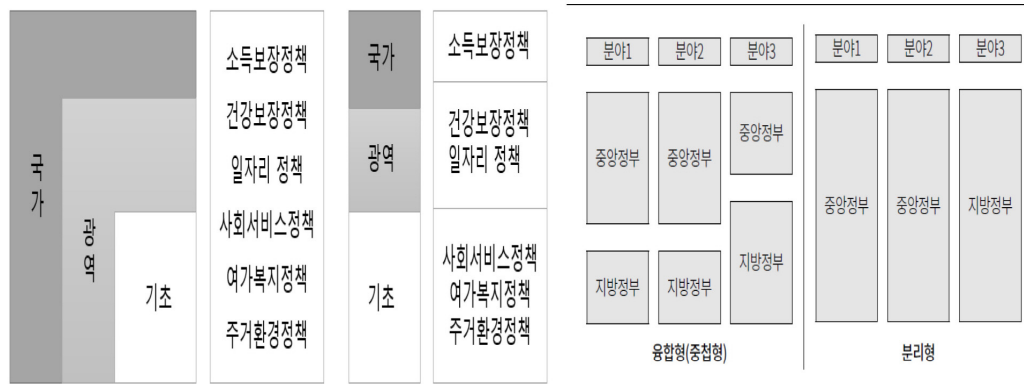 국
가
광
역
기초
소득보장정책
건강보장정책
일자리 정책
사회서비스정책
여가복지정책
주거환경정책
국가
광역
기초
소득보장정책
건강보장정책
일자리 정책
사회서비스정책
여가복지정책
주거환경정책
분야1 분야2 분야3
중앙정부 중앙정부 중앙정부
지방정부 지방정부 지방정부
융합형(중첩형)
분야1 분야2 분야3
중앙정부 중앙정부 지방정부
분리형